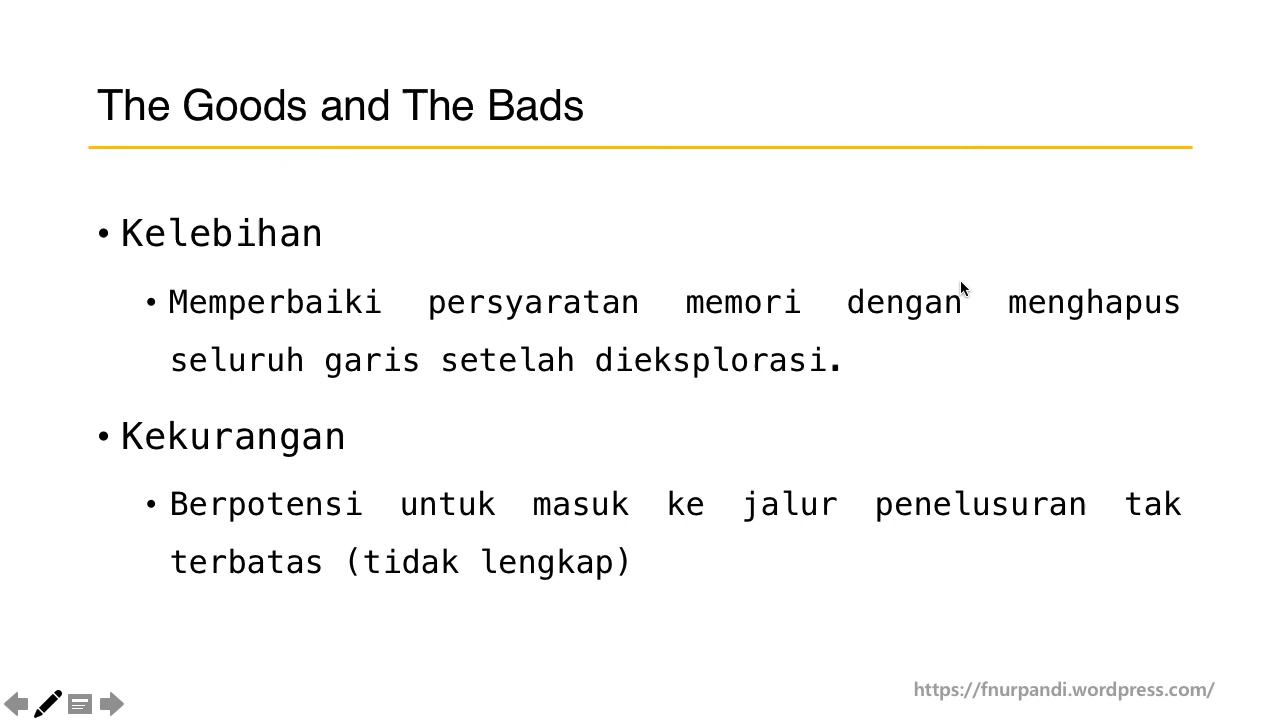 The Goods and The Bads
• Kelebihan
• Memperbaiki persyaratan memori dengan menghapus
seluruh garis setelah dieksplorasi.
• Kekurangan
• Berpotensi untuk masuk ke jalur penelusuran tak
terbatas (tidak lengkap)
https://fnurpandi.wordpress.com/